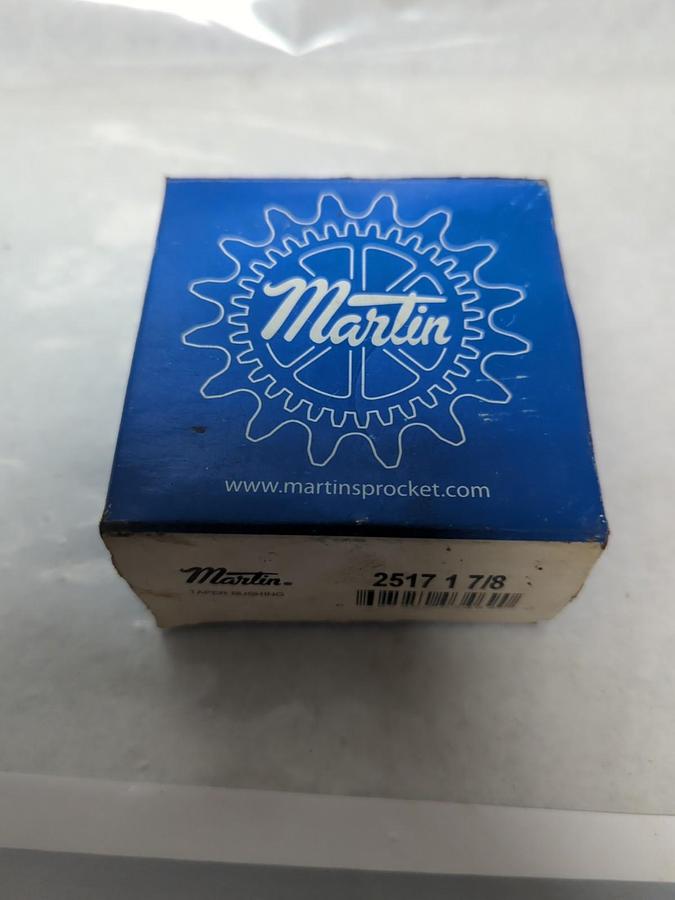 Martin
www.martinsprocket.com
Martin
TAPER BUSHING
2517 1 7/8